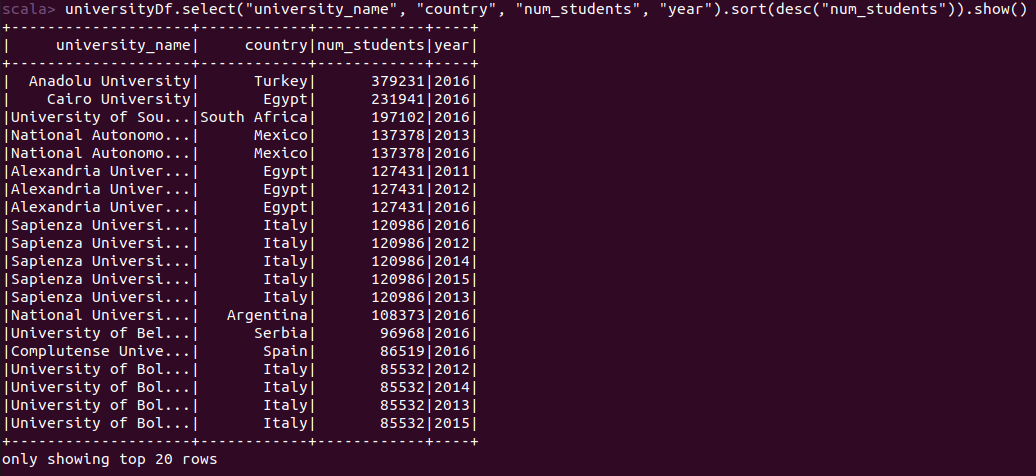 scala> universityDf.select("university_name", "country", "num_students", "year").sort(desc("num_students")).show()
+--------------------+------------+------------+----+
|     university_name|     country|num_students|year|
+--------------------+------------+------------+----+
|  Anadolu University|      Turkey|      379231|2016|
|    Cairo University|       Egypt|      231941|2016|
|University of Sou...|South Africa|      197102|2016|
|National Autonomo...|      Mexico|      137378|2013|
|National Autonomo...|      Mexico|      137378|2016|
|Alexandria Univer...|       Egypt|      127431|2011|
|Alexandria Univer...|       Egypt|      127431|2012|
|Alexandria Univer...|       Egypt|      127431|2016|
|Sapienza Universi...|       Italy|      120986|2016|
|Sapienza Universi...|       Italy|      120986|2012|
|Sapienza Universi...|       Italy|      120986|2014|
|Sapienza Universi...|       Italy|      120986|2015|
|Sapienza Universi...|       Italy|      120986|2013|
|National Universi...|   Argentina|      108373|2016|
|University of Bel...|      Serbia|       96968|2016|
|Complutense Unive...|       Spain|       86519|2016|
|University of Bol...|       Italy|       85532|2012|
|University of Bol...|       Italy|       85532|2014|
|University of Bol...|       Italy|       85532|2013|
|University of Bol...|       Italy|       85532|2015|
+--------------------+------------+------------+----+
only showing top 20 rows